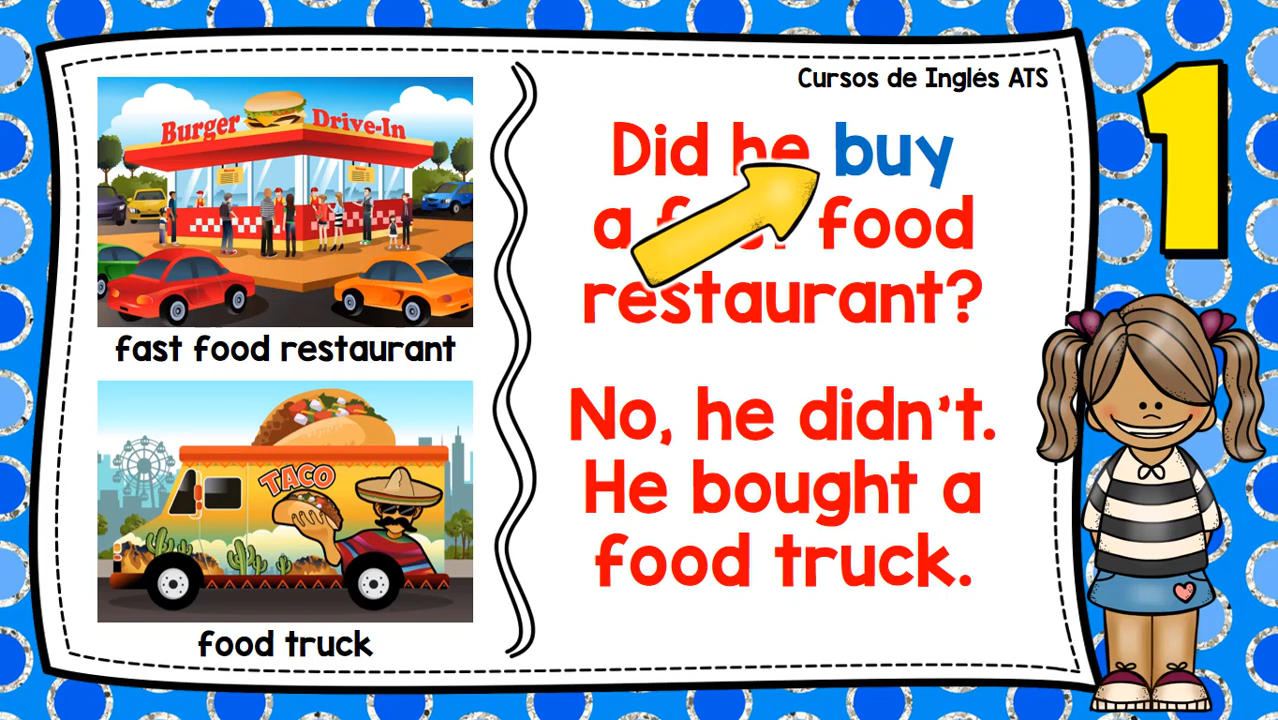 Cursos de Inglés ATS
1
Burger Drive-In
fast food restaurant
TACO
food truck
Did he buy
a food
restaurant?
No, he didn't.
He bought a
food truck.